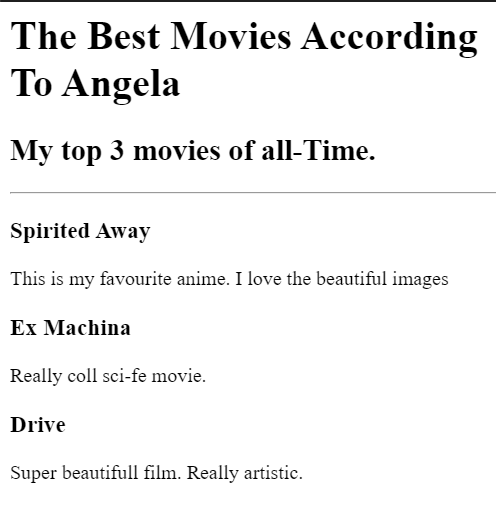 The Best Movies According
To Angela
My top 3 movies of all-Time.
Spirited Away
This is my favourite anime. I love the beautiful images
Ex Machina
Really coll sci-fe movie.
Drive
Super beautifull film. Really artistic.